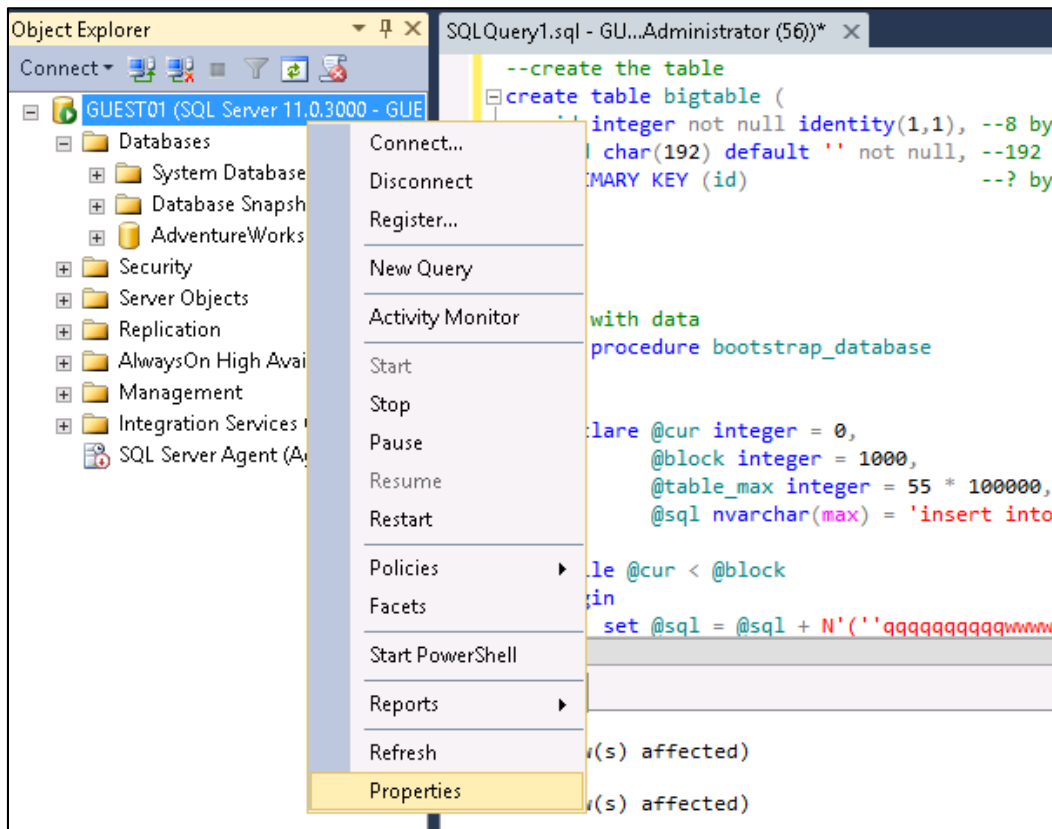 Object Explorer
Connect
GUEST01 (SQL Server 11.0.3000 - GUE
Databases
System Database
Database Snapsh
AdventureWorks
Security
Server Objects
Replication
AlwaysOn High Avai
Management
Integration Services
SQL Server Agent (A
Connect...
Disconnect
Register...
New Query
Activity Monitor
Start
Stop
Pause
Resume
Restart
Policies
Facets
Start PowerShell
Reports
Refresh
Properties
SQLQuery1.sql - GU...Administrator (56))*
--create the table
create table bigtable (
integer not null identity(1,1), --8 by
char(192) default '' not null, --192
MARY KEY (id) --? by
with data
procedure bootstrap_database
lare @cur integer = 0,
@block integer = 1000,
@table_max integer = 55 * 100000,
@sql nvarchar(max) = 'insert into
le @cur < @block
in
set @sql = @sql + N'(''qqqqqqqqqqwwww
(s) affected)
(s) affected)